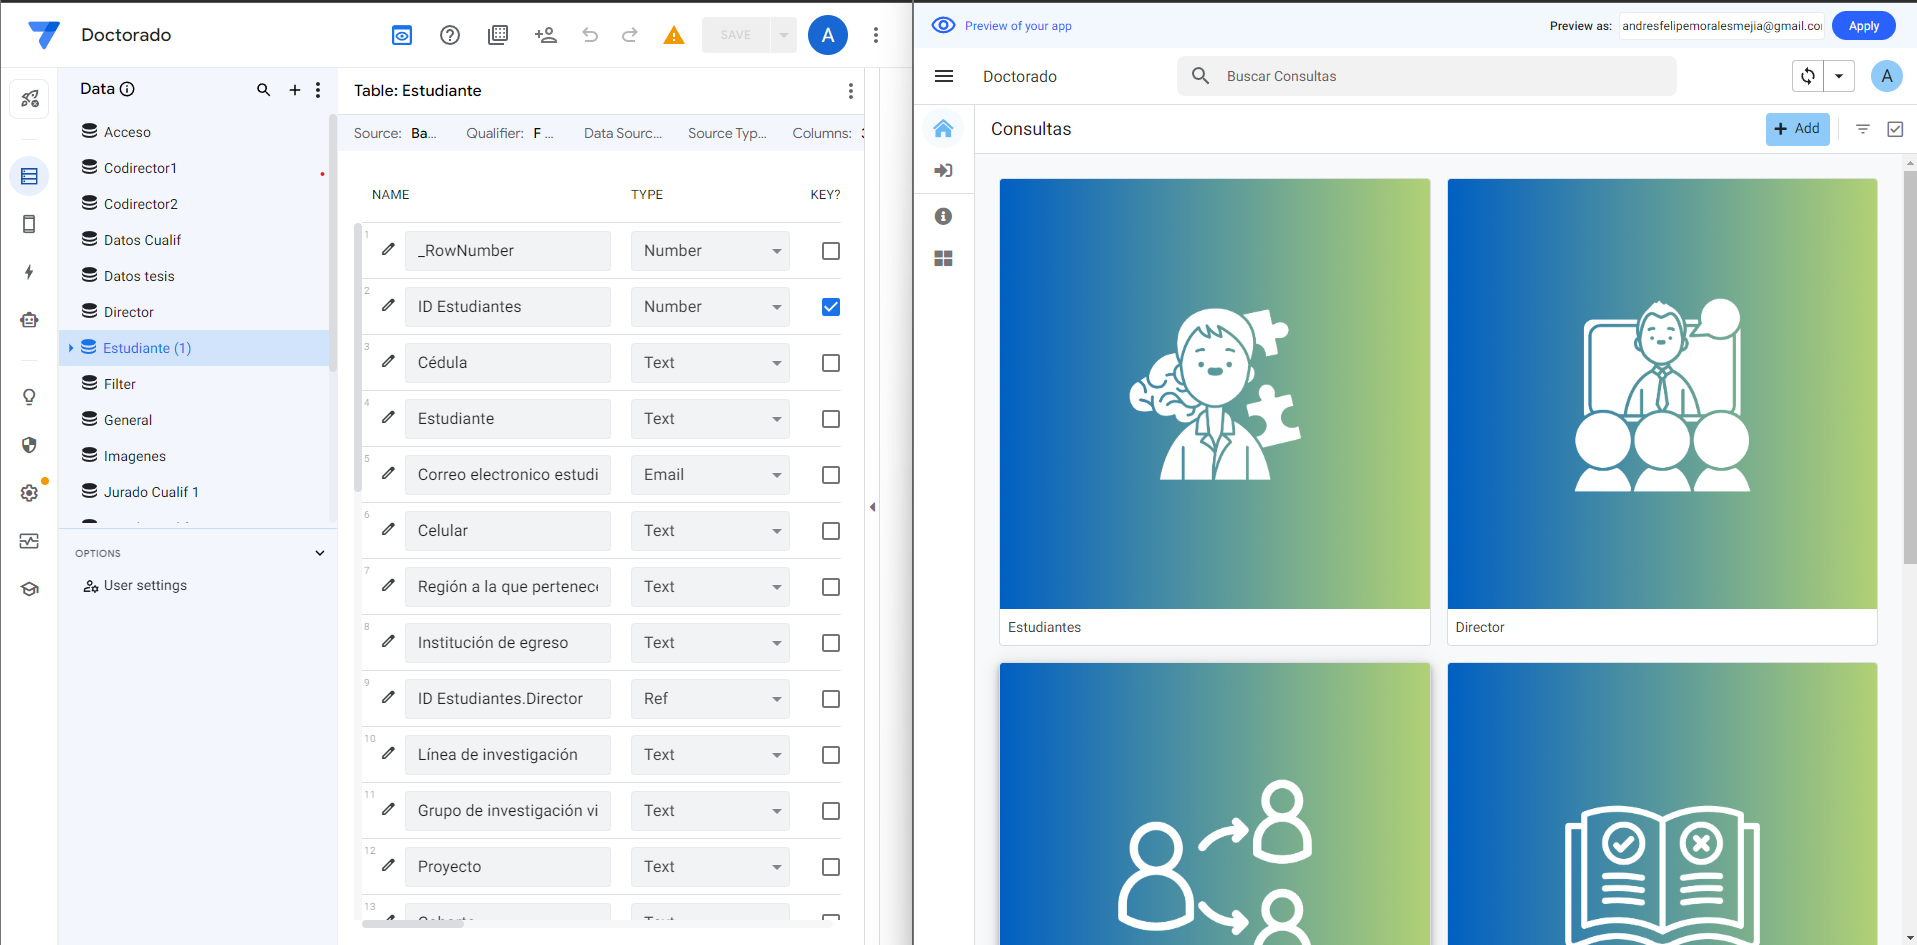 Doctorado
SAVE
A
Data
Acceso
Codirector1
Codirector2
Datos Cualif
Datos tesis
Director
Estudiante (1)
Filter
General
Imagenes
Jurado Cualif 1
OPTIONS
User settings
Table: Estudiante
Source: Ba... Qualifier: F ... Data Sourc... Source Typ... Columns:
NAME TYPE KEY?
1 _RowNumber Number
2 ID Estudiantes Number
3 Cédula Text
4 Estudiante Text
5 Correo electronico estudi Email
6 Celular Text
7 Región a la que pertenece Text
8 Institución de egreso Text
9 ID Estudiantes.Director Ref
10 Línea de investigación Text
11 Grupo de investigación vi Text
12 Proyecto Text
13
Preview of your app
Preview as: andresfelipemoralesmejia@gmail.co
Apply
Doctorado
Buscar Consultas
A
Consultas
+ Add
Estudiantes
Director